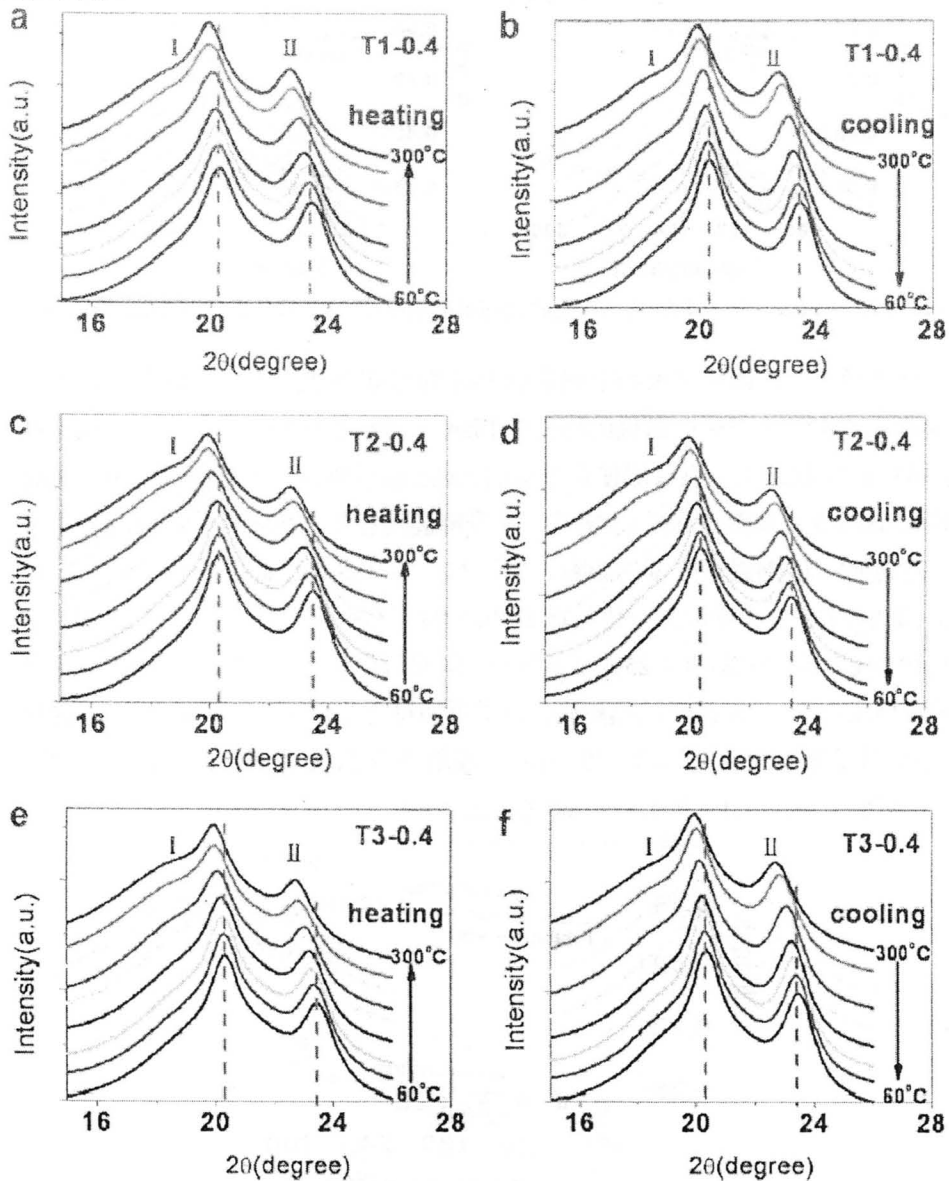 a
I
II
T1-0.4
heating
300°C
60°C
Intensity(a.u.)
16 20 24 28
2θ(degree)
b
I
II
T1-0.4
cooling
300°C
60°C
Intensity(a.u.)
16 20 24 28
2θ(degree)
c
I
II
T2-0.4
heating
300°C
60°C
Intensity(a.u.)
16 20 24 28
2θ(degree)
d
I
II
T2-0.4
cooling
300°C
60°C
Intensity(a.u.)
16 20 24 28
2θ(degree)
e
I
II
T3-0.4
heating
300°C
60°C
Intensity(a.u.)
16 20 24 28
2θ(degree)
f
I
II
T3-0.4
cooling
300°C
60°C
Intensity(a.u.)
16 20 24 28
2θ(degree)